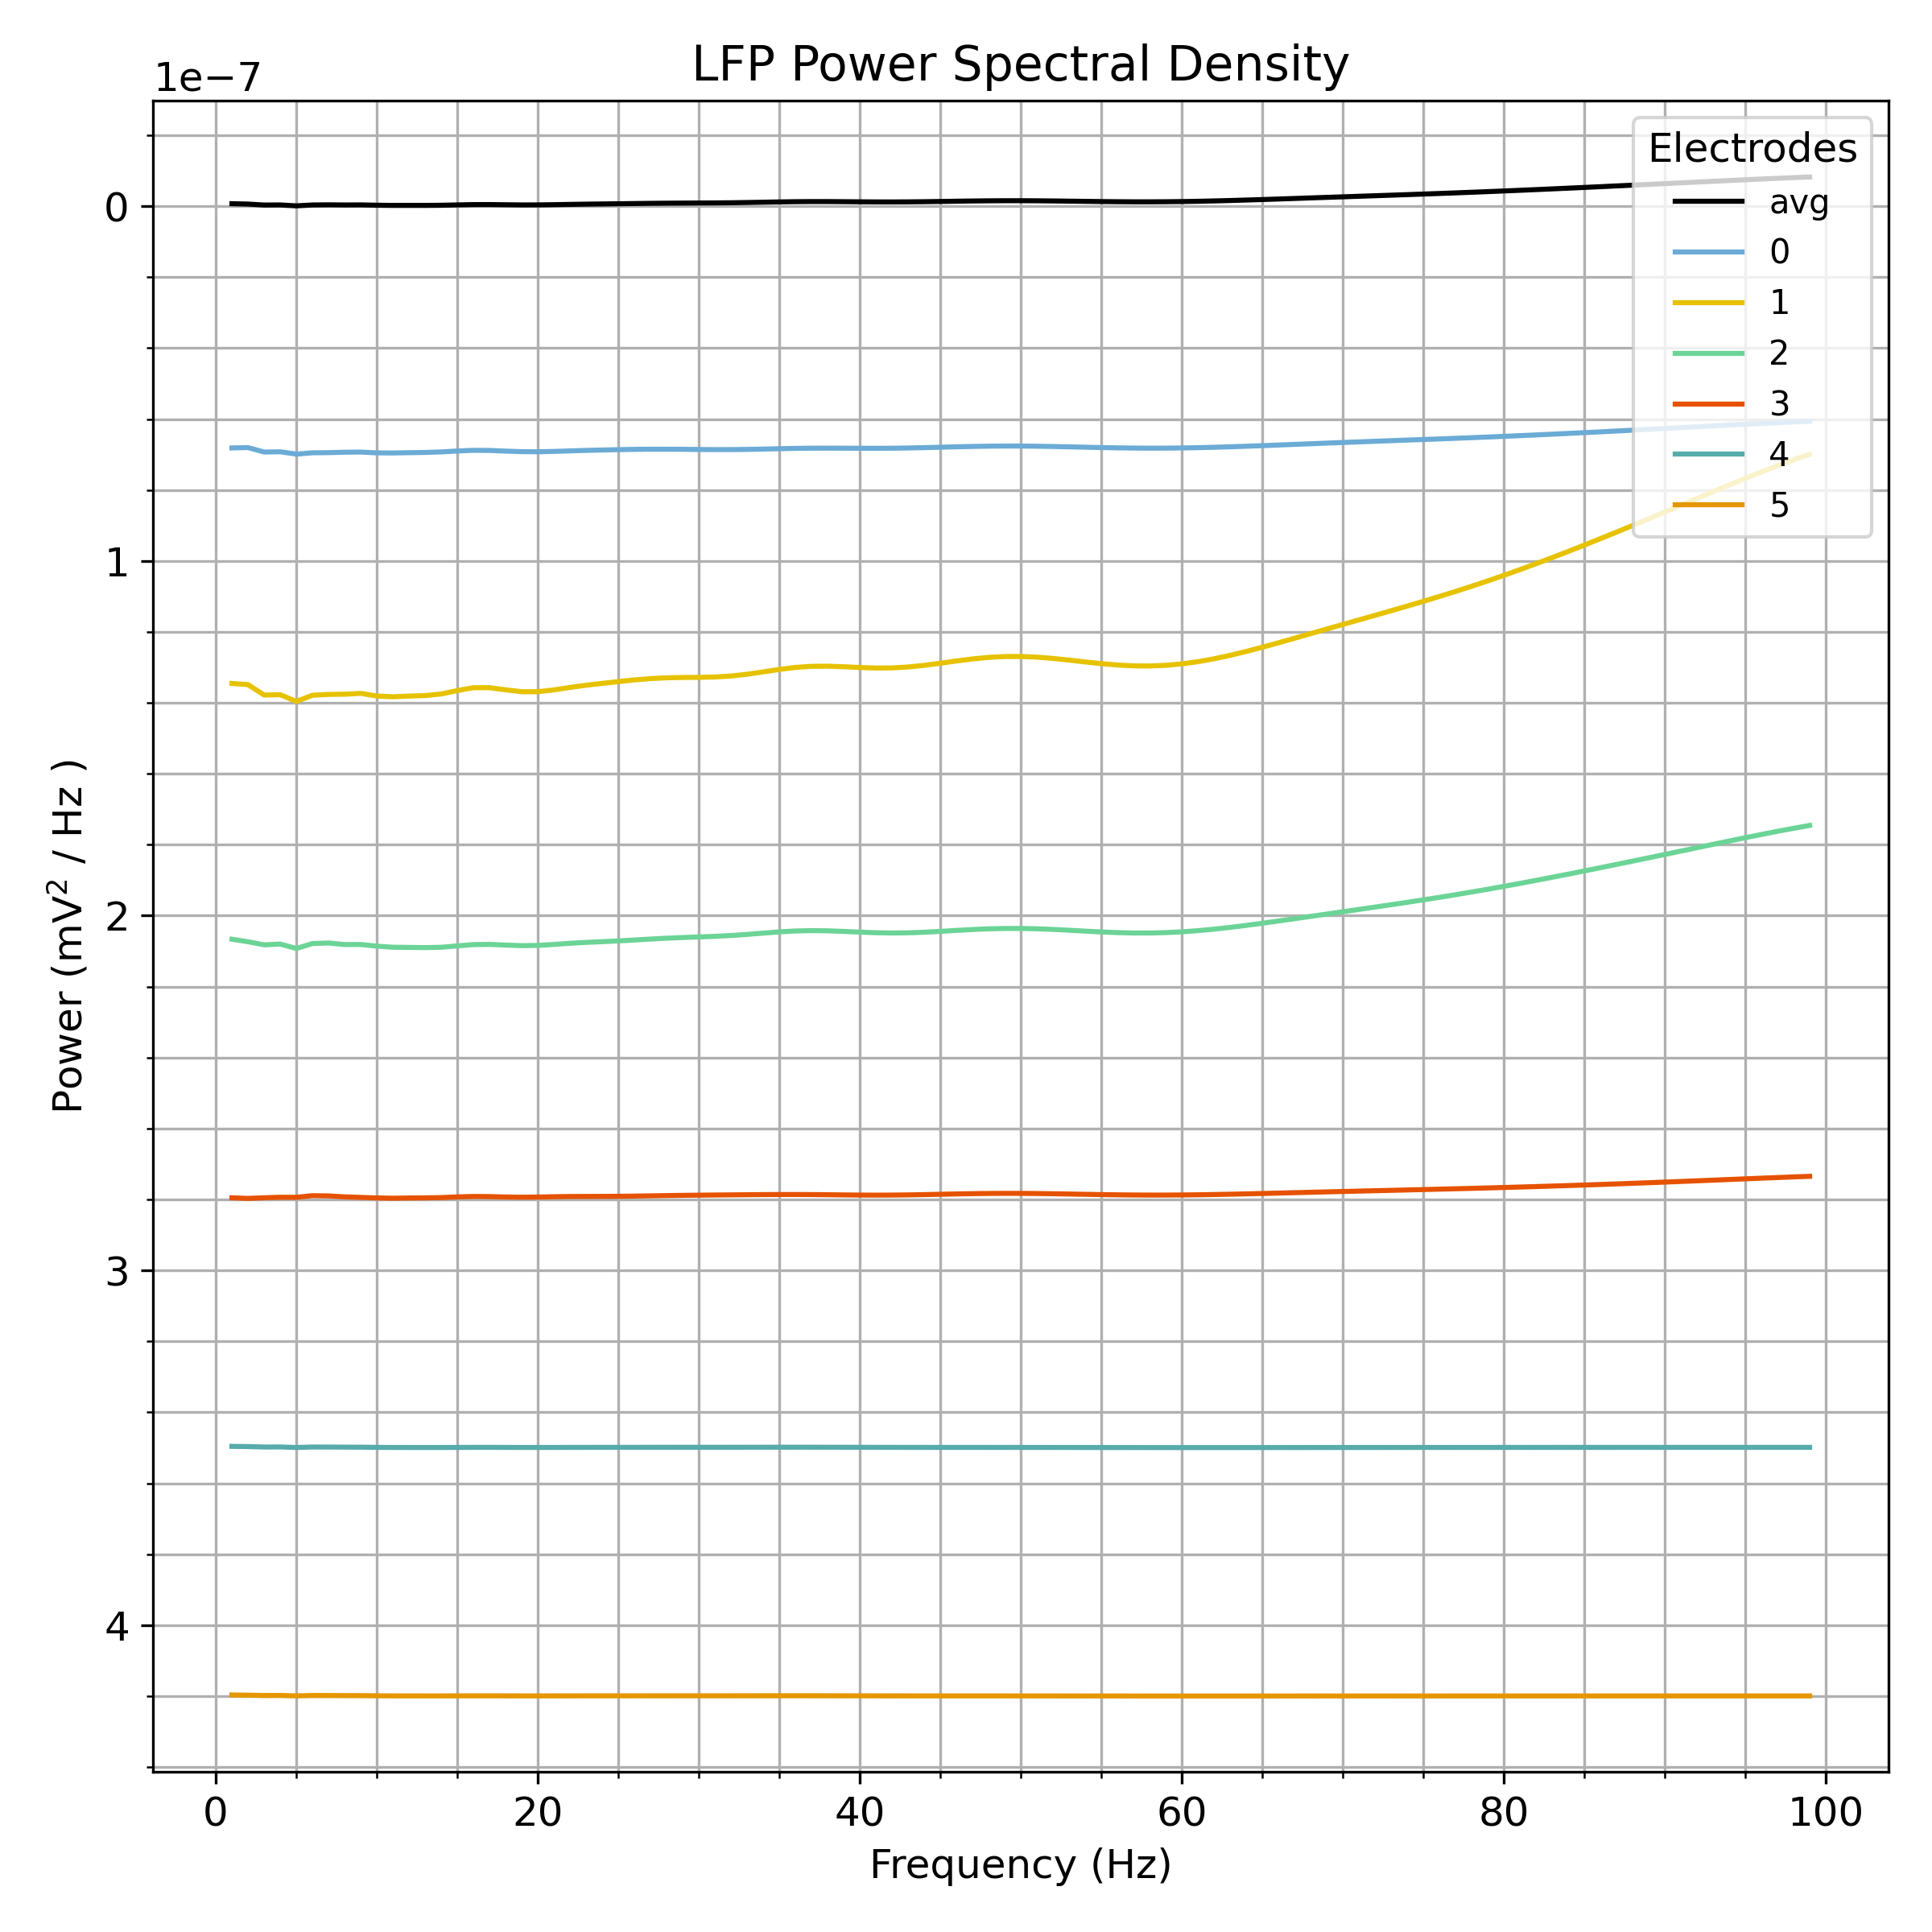 LFP Power Spectral Density
1e−7
Electrodes
avg
0
1
2
3
4
5
0
1
2
3
4
Power (mV² / Hz )
0 20 40 60 80 100
Frequency (Hz)